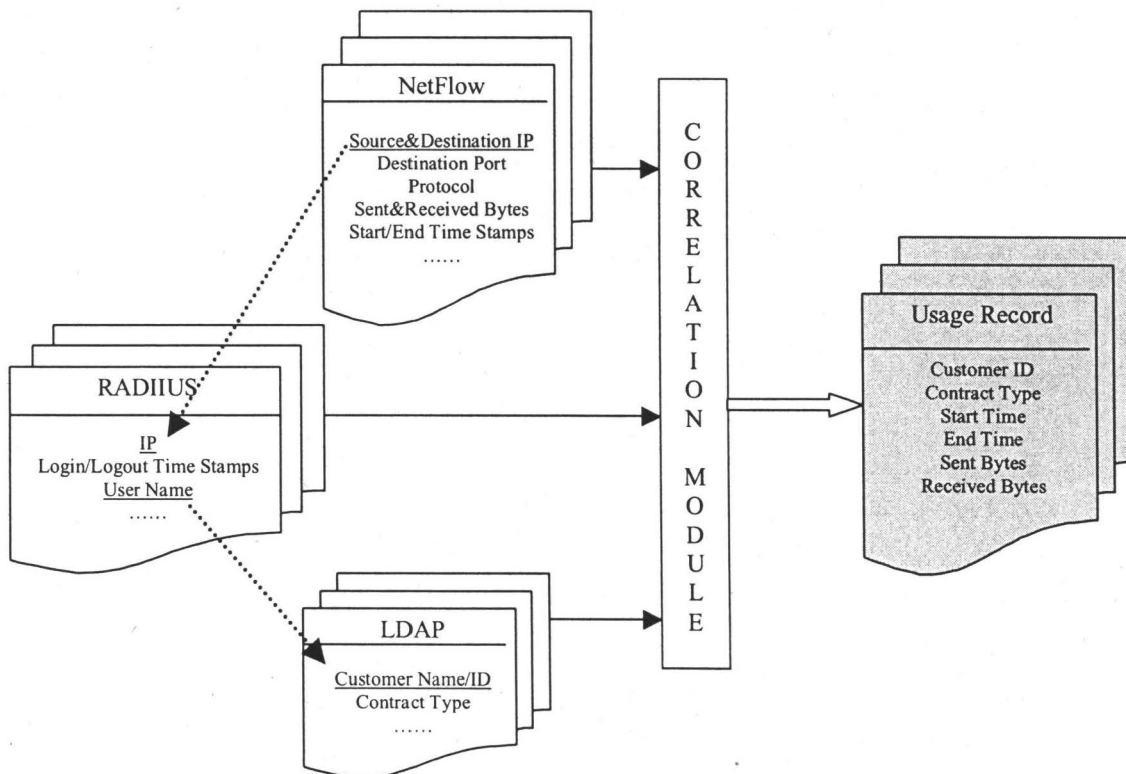 NetFlow
Source&Destination IP
Destination Port
Protocol
Sent&Received Bytes
Start/End Time Stamps
......
RADIIUS
IP
Login/Logout Time Stamps
User Name
......
LDAP
Customer Name/ID
Contract Type
......
CORRELATION MODULE
Usage Record
Customer ID
Contract Type
Start Time
End Time
Sent Bytes
Received Bytes